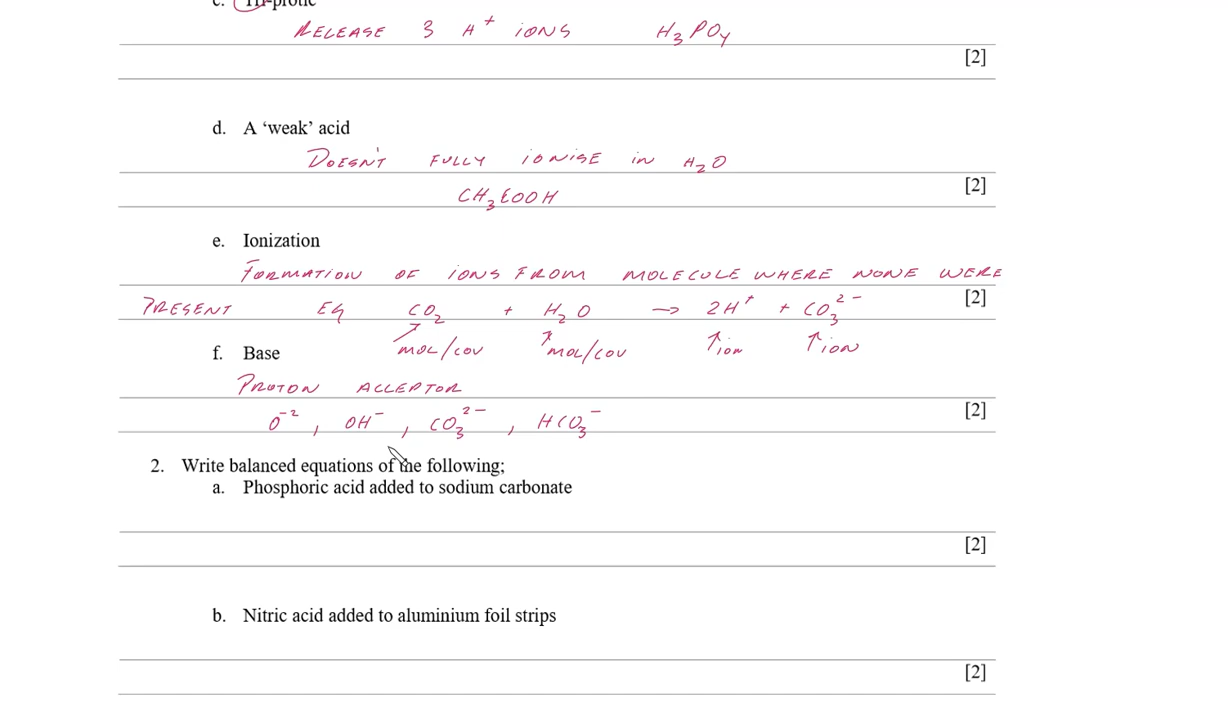 c. Tri-protic
RELEASE 3 H⁺ IONS H₃PO₄
[2]
d. A ‘weak’ acid
DOESN'T FULLY IONISE IN H₂O
[2]
CH₃COOH
e. Ionization
FORMATION OF IONS FROM MOLECULE WHERE NONE WERE
PRESENT EG CO₂ + H₂O → 2H⁺ + CO₃²⁻ [2]
MOL/COV MOL/COV ION ION
f. Base
PROTON ACCEPTOR
[2]
O⁻², OH⁻, CO₃²⁻, HCO₃⁻
2. Write balanced equations of the following;
a. Phosphoric acid added to sodium carbonate
[2]
b. Nitric acid added to aluminium foil strips
[2]